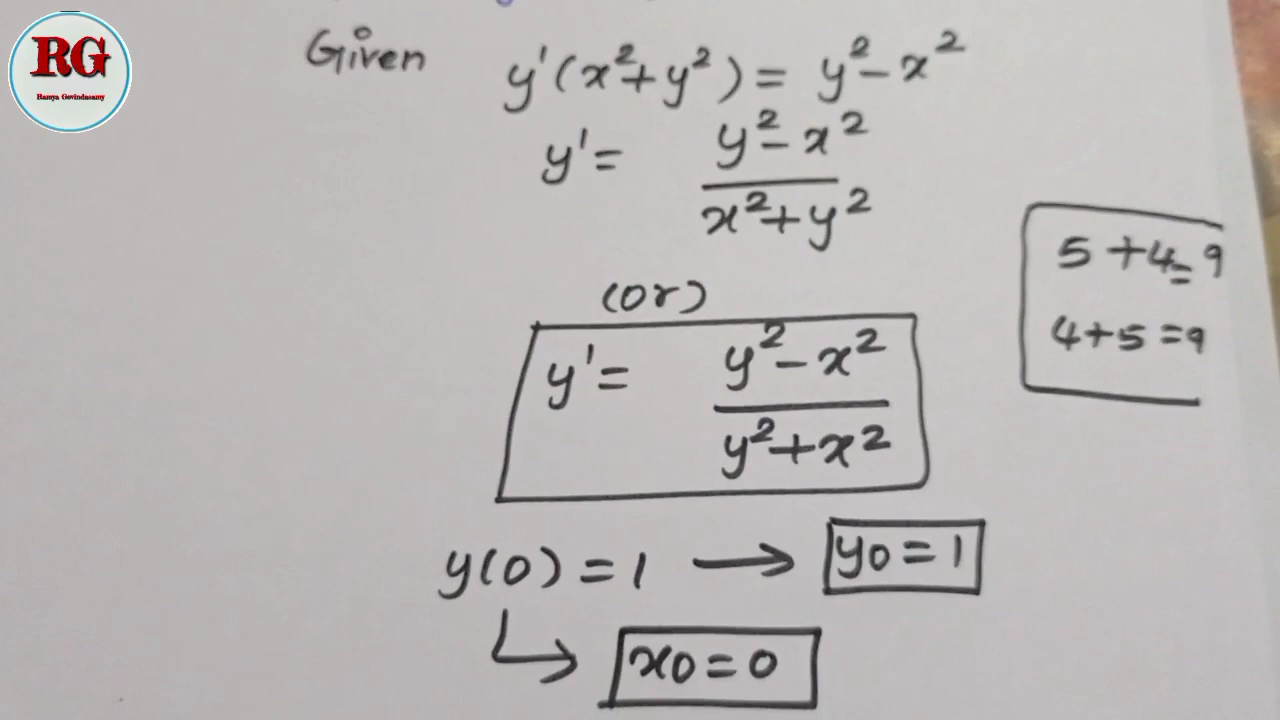 RG
Ramya Govindasamy
Given y'(x²+y²) = y²-x²
y' = y²-x² / x²+y²
(or)
y' = y²-x² / y²+x²
5+4=9
4+5=9
y(0) = 1 → y0 = 1
↳ x0 = 0